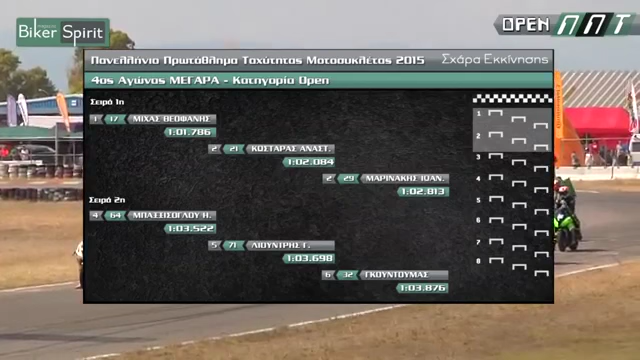 Biker Spirit
OPEN ΠΠΤ
Πανελλήνιο Πρωτάθλημα Ταχύτητος Μοτοσυκλέτας 2015 Σχάρα Εκκίνησης
4ος Αγώνας ΜΕΓΑΡΑ - Κατηγορία Open
Σειρά 1η
1 17 ΜΙΧΑΣ ΘΕΟΦΑΝΗΣ
1:01.786
2 21 ΚΩΣΤΑΡΑΣ ΑΝΑΣΤ.
1:02.084
2 29 ΜΑΡΙΝΑΚΗΣ ΙΩΑΝ.
1:02.813
Σειρά 2η
4 64 ΜΠΑΣΕΙΣΟΓΛΟΥ Η.
1:03.522
5 71 ΛΙΟΥΝΤΡΗΣ Γ.
1:03.698
6 32 ΓΚΟΥΝΤΟΥΜΑΣ
1:03.876
1
2
3
4
5
6
7
8